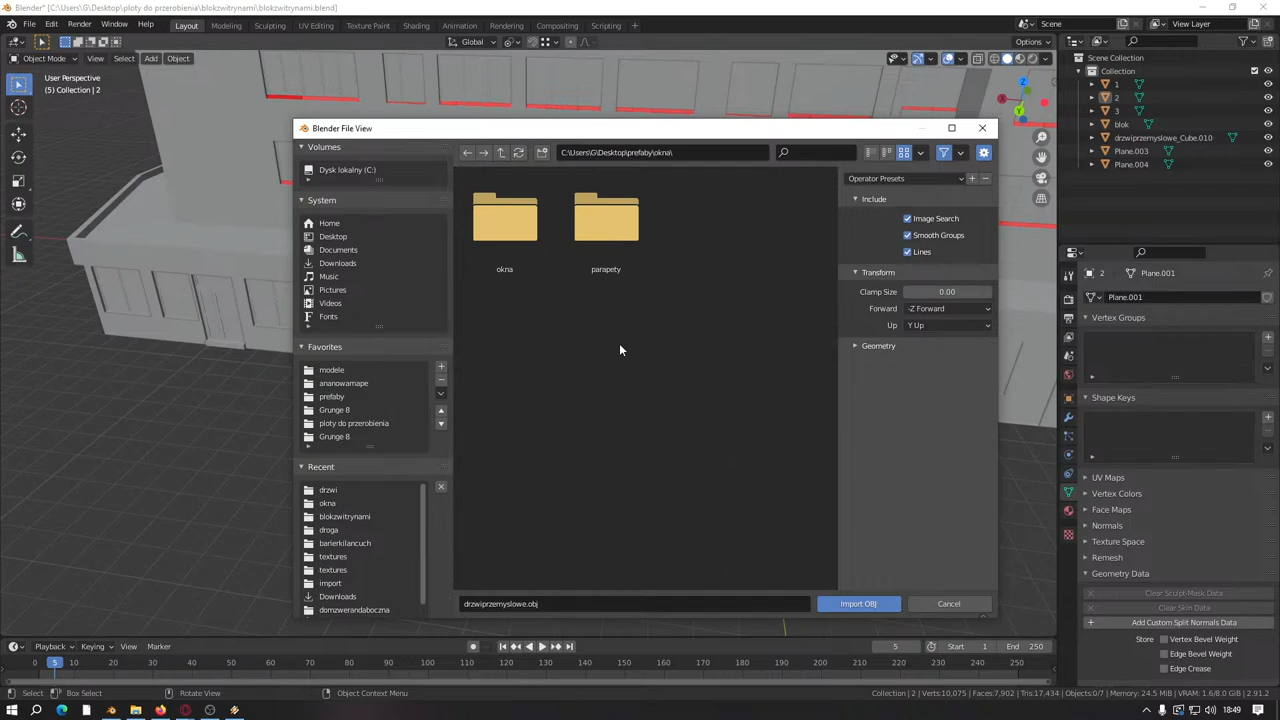 Blender* [C:\Users\G\Desktop\ploty do przerobienia\blokzwitrynami\blokzwitrynami.blend]
File Edit Render Window Help
Layout Modeling Sculpting UV Editing Texture Paint Shading Animation Rendering Compositing Scripting +
Scene View Layer
Global Options
Object Mode View Select Add Object
User Perspective
(5) Collection | 2
Z
X
Y
Blender File View
Volumes
Dysk lokalny (C:)
System
Home
Desktop
Documents
Downloads
Music
Pictures
Videos
Fonts
Favorites
modele
ananowamape
prefaby
Grunge 8
ploty do przerobienia
Grunge 8
Recent
drzwi
okna
blokzwitrynami
droga
barierkilancuch
textures
textures
import
Downloads
domzwerandaboczna
C:\Users\G\Desktop\prefaby\okna\
okna
parapety
drzwiprzemyslowe.obj
Import OBJ
Cancel
Operator Presets
Include
Image Search
Smooth Groups
Lines
Transform
Clamp Size 0.00
Forward -Z Forward
Up Y Up
Geometry
Scene Collection
Collection
1
2
3
blok
drzwiprzemyslowe_Cube.010
Plane.003
Plane.004
2 Plane.001
Plane.001
Vertex Groups
Shape Keys
UV Maps
Vertex Colors
Face Maps
Normals
Texture Space
Remesh
Geometry Data
Clear Sculpt-Mask Data
Clear Skin Data
Add Custom Split Normals Data
Store Vertex Bevel Weight
Edge Bevel Weight
Edge Crease
Playback Keying View Marker
5 Start 1 End 250
0 5 10 20 30 40 50 60 70 80 90 100 110 120 130 140 150 160 170 180 190 200 210 220 230 240 250
Select Box Select Rotate View Object Context Menu
Collection | 2 | Verts:10,075 | Faces:7,902 | Tris:17,434 | Objects:0/7 | Memory: 24.5 MiB | VRAM: 1.6/8.0 GiB | 2.91.2
18:49